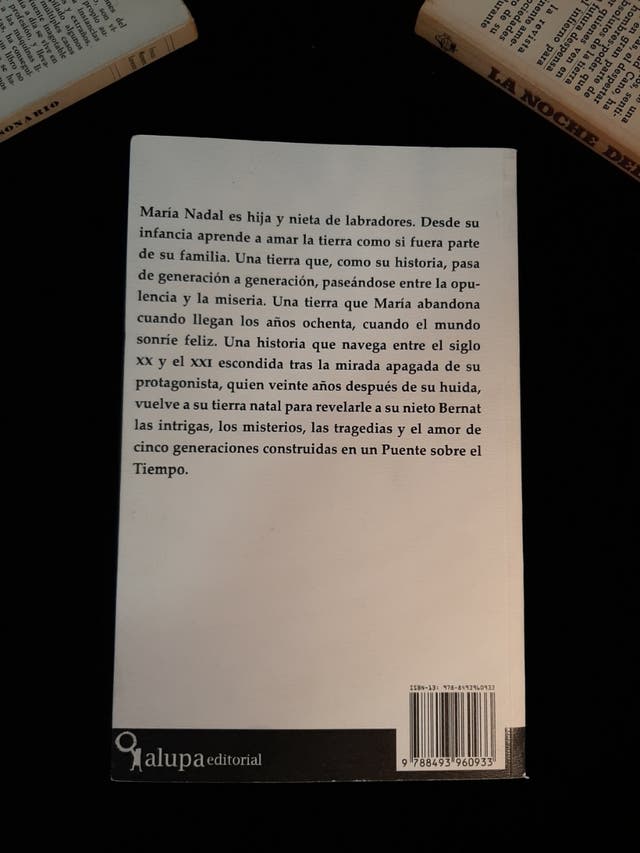 María Nadal es hija y nieta de labradores. Desde su
infancia aprende a amar la tierra como si fuera parte
de su familia. Una tierra que, como su historia, pasa
de generación a generación, paseándose entre la opu-
lencia y la miseria. Una tierra que María abandona
cuando llegan los años ochenta, cuando el mundo
sonríe feliz. Una historia que navega entre el siglo
XX y el XXI escondida tras la mirada apagada de su
protagonista, quien veinte años después de su huida,
vuelve a su tierra natal para revelarle a su nieto Bernat
las intrigas, los misterios, las tragedias y el amor de
cinco generaciones construidas en un Puente sobre el
Tiempo.
ISBN-13: 978-8493960933
9 788493 960933
alupa editorial
LA NOCHE DEL
la revista